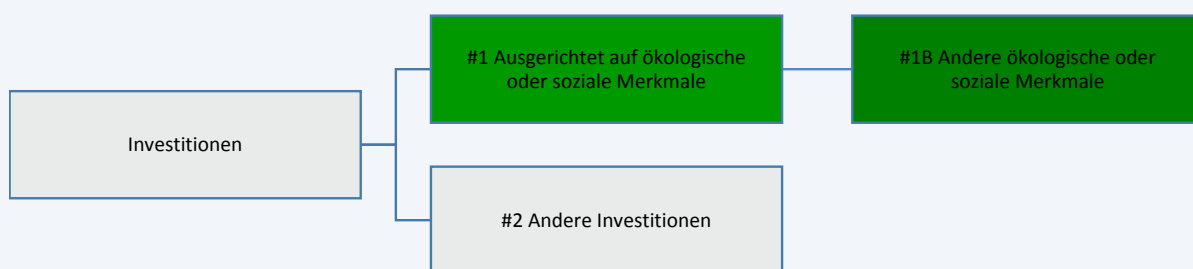 #1 Ausgerichtet auf ökologische
oder soziale Merkmale
#1B Andere ökologische oder
soziale Merkmale
Investitionen
#2 Andere Investitionen